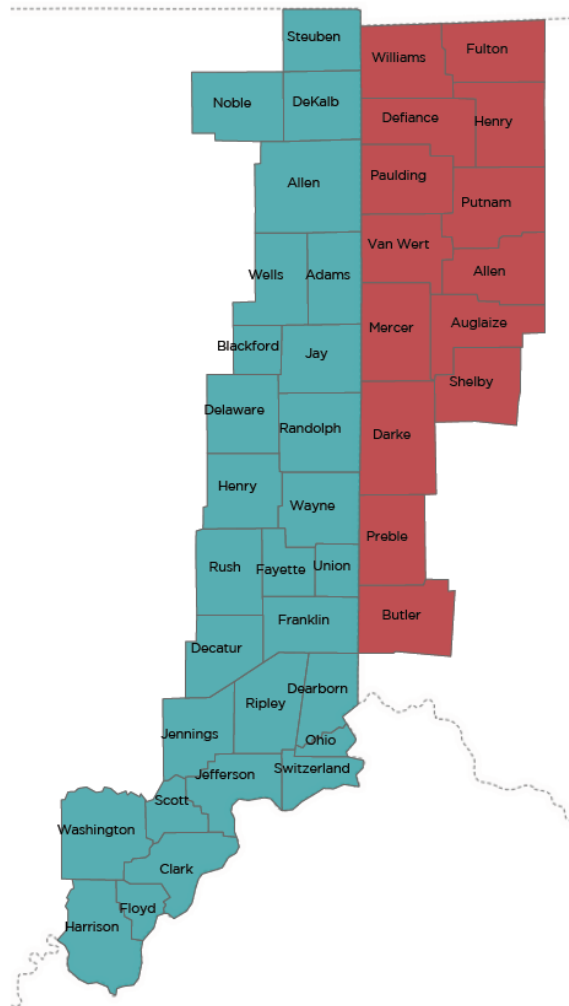 Steuben
Williams
Fulton
Noble
DeKalb
Defiance
Henry
Allen
Paulding
Putnam
Van Wert
Wells
Adams
Allen
Mercer
Auglaize
Blackford
Jay
Shelby
Delaware
Randolph
Darke
Henry
Wayne
Preble
Rush
Fayette
Union
Franklin
Butler
Decatur
Dearborn
Ripley
Jennings
Ohio
Switzerland
Jefferson
Scott
Washington
Clark
Floyd
Harrison